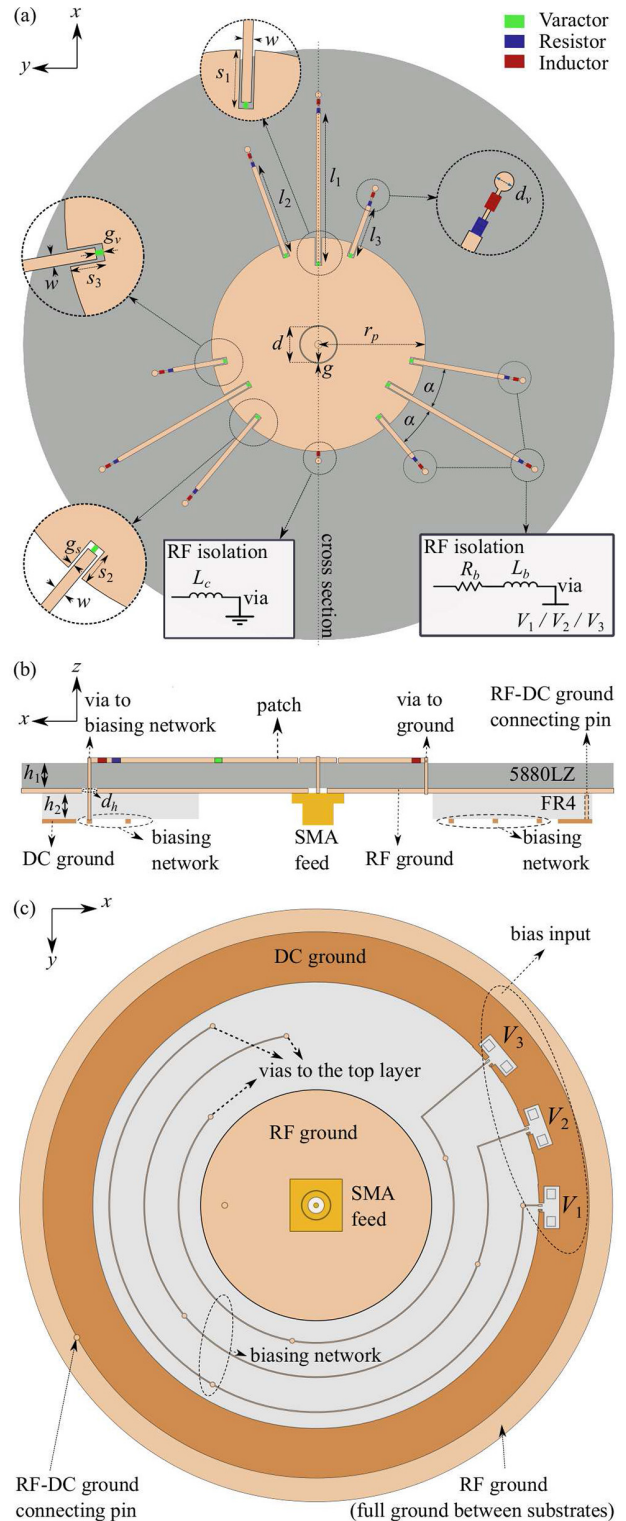 (a)
x
y
Varactor
Resistor
Inductor
w
s1
l1
l2
l3
dv
gv
w
s3
d
rp
g
α
α
gs
s2
w
RF isolation
Lc
via
cross section
RF isolation
Rb
Lb
via
V1 / V2 / V3
(b)
z
x
via to
biasing network
patch
via to
ground
RF-DC ground
connecting pin
h1
5880LZ
dh
h2
FR4
DC ground
biasing
network
SMA
feed
RF ground
biasing
network
(c)
x
y
bias input
DC ground
V3
vias to the top layer
V2
RF ground
SMA
feed
V1
biasing network
RF-DC ground
connecting pin
RF ground
(full ground between substrates)